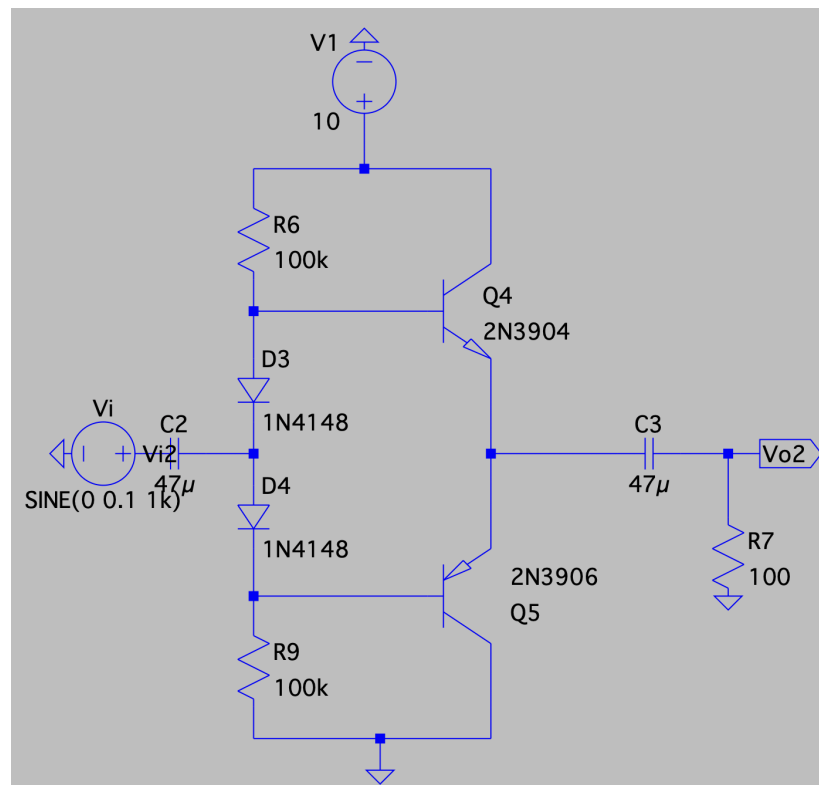 V1
10
R6
100k
Q4
2N3904
D3
1N4148
Vi
C2
Vi2
47µ
SINE(0 0.1 1k)
D4
1N4148
C3
47µ
Vo2
R7
100
2N3906
Q5
R9
100k